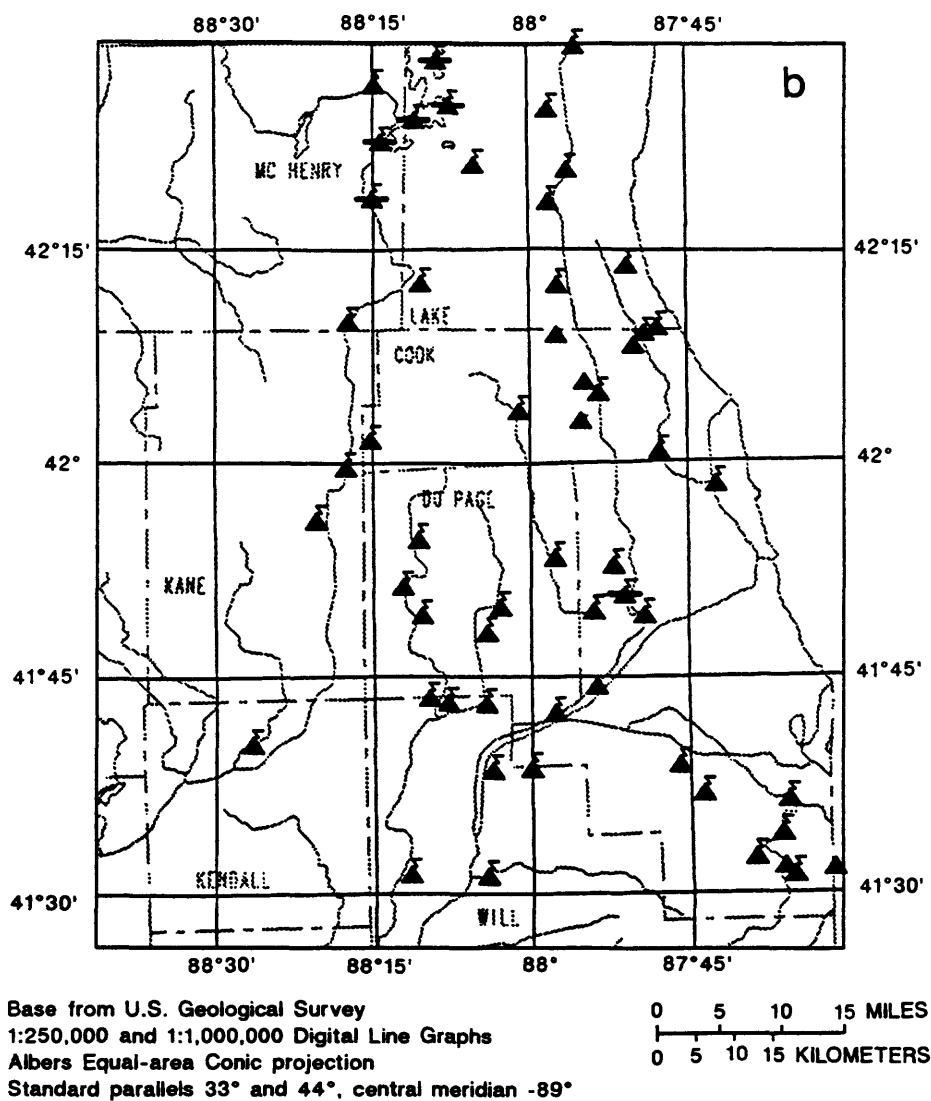 88°30' 88°15' 88° 87°45'
b
MC HENRY
42°15' 42°15'
LAKE
COOK
42° 42°
DU PAGE
KANE
41°45' 41°45'
KENDALL
41°30' 41°30'
WILL
88°30' 88°15' 88° 87°45'
Base from U.S. Geological Survey
1:250,000 and 1:1,000,000 Digital Line Graphs
Albers Equal-area Conic projection
Standard parallels 33° and 44°, central meridian -89°
0 5 10 15 MILES
0 5 10 15 KILOMETERS